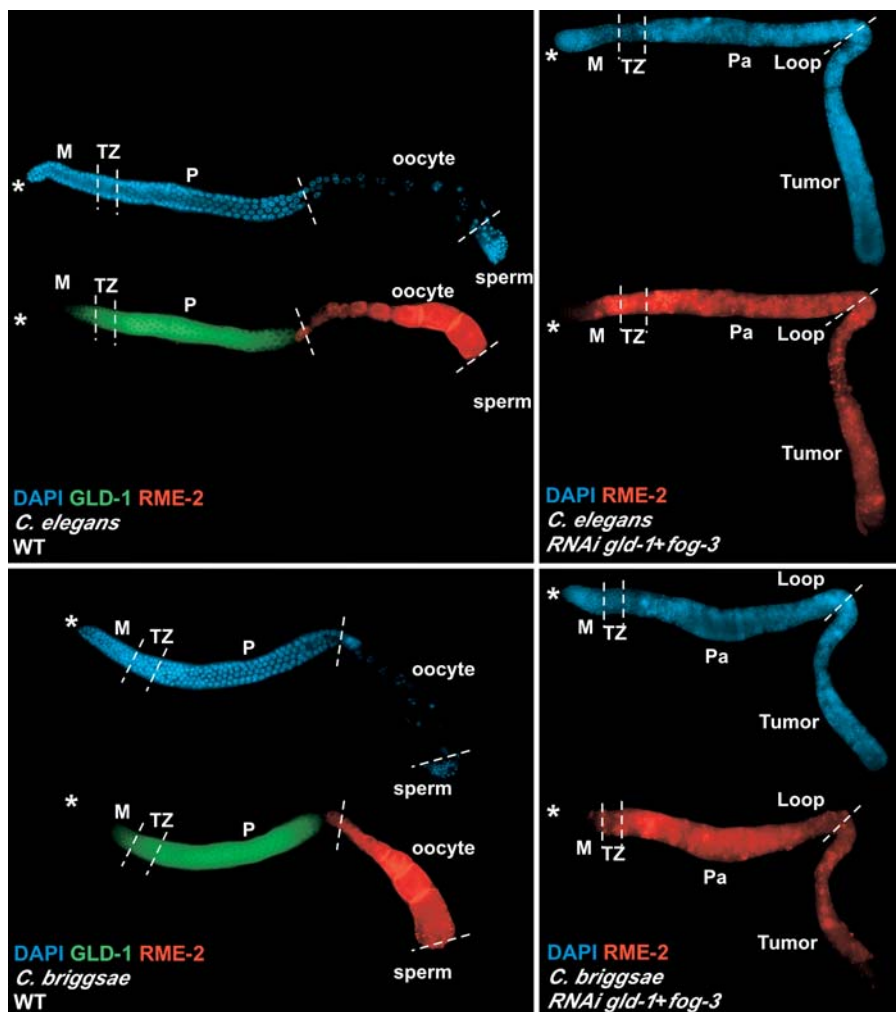 M TZ P oocyte
*
sperm
M TZ P oocyte
*
sperm
DAPI GLD-1 RME-2
C. elegans
WT
*
M TZ Pa Loop
Tumor
*
M TZ Pa Loop
Tumor
DAPI RME-2
C. elegans
RNAi gld-1+fog-3
*
M TZ P oocyte
sperm
*
M TZ P oocyte
sperm
DAPI GLD-1 RME-2
C. briggsae
WT
Loop
*
M TZ
Pa
Tumor
Loop
*
M TZ
Pa
Tumor
DAPI RME-2
C. briggsae
RNAi gld-1+fog-3